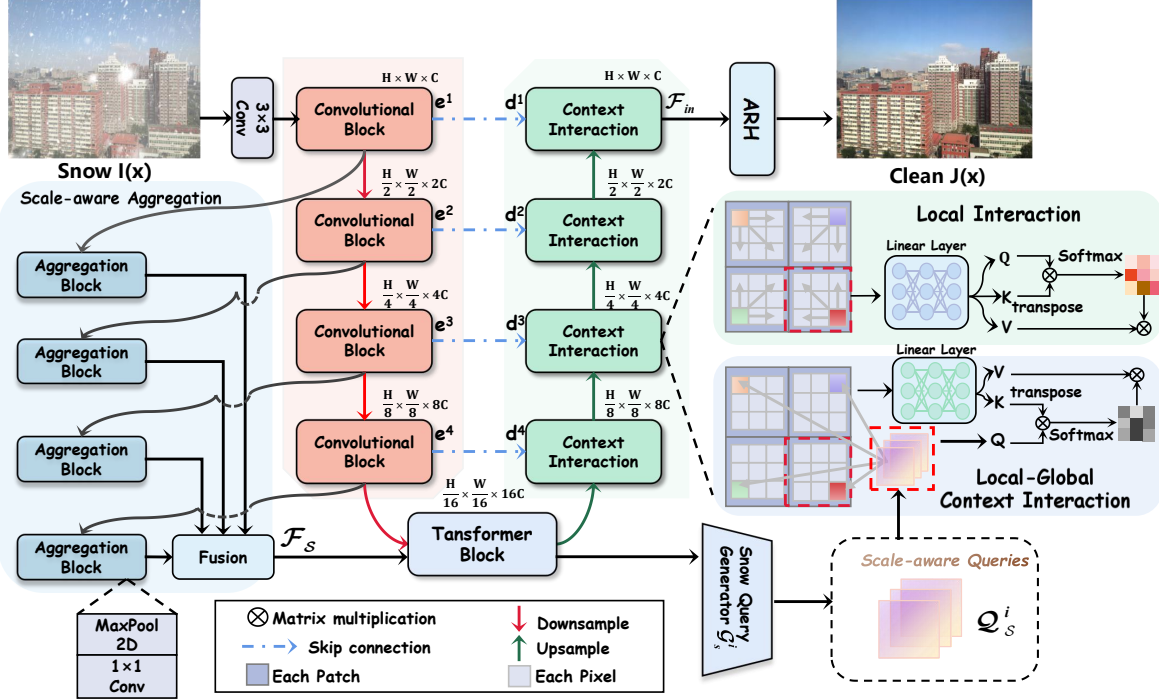 Snow I(x)
3×3
Conv
H × W × C
Convolutional
Block
e¹
H/2 × W/2 × 2C
Convolutional
Block
e²
H/4 × W/4 × 4C
Convolutional
Block
e³
H/8 × W/8 × 8C
Convolutional
Block
e⁴
H/16 × W/16 × 16C
H × W × C
d¹
Context
Interaction
H/2 × W/2 × 2C
d²
Context
Interaction
H/4 × W/4 × 4C
d³
Context
Interaction
H/8 × W/8 × 8C
d⁴
Context
Interaction
F_in
ARH
Clean J(x)
Scale-aware Aggregation
Aggregation
Block
Aggregation
Block
Aggregation
Block
Aggregation
Block
Fusion
F_S
Tansformer
Block
MaxPool
2D
1×1
Conv
Local Interaction
Linear Layer
Q
K
V
transpose
Softmax
Linear Layer
V
K
Q
transpose
Softmax
Local-Global
Context Interaction
Snow Query
Generator G_s^i
Scale-aware Queries
Q_S^i
Matrix multiplication
Skip connection
Each Patch
Downsample
Upsample
Each Pixel